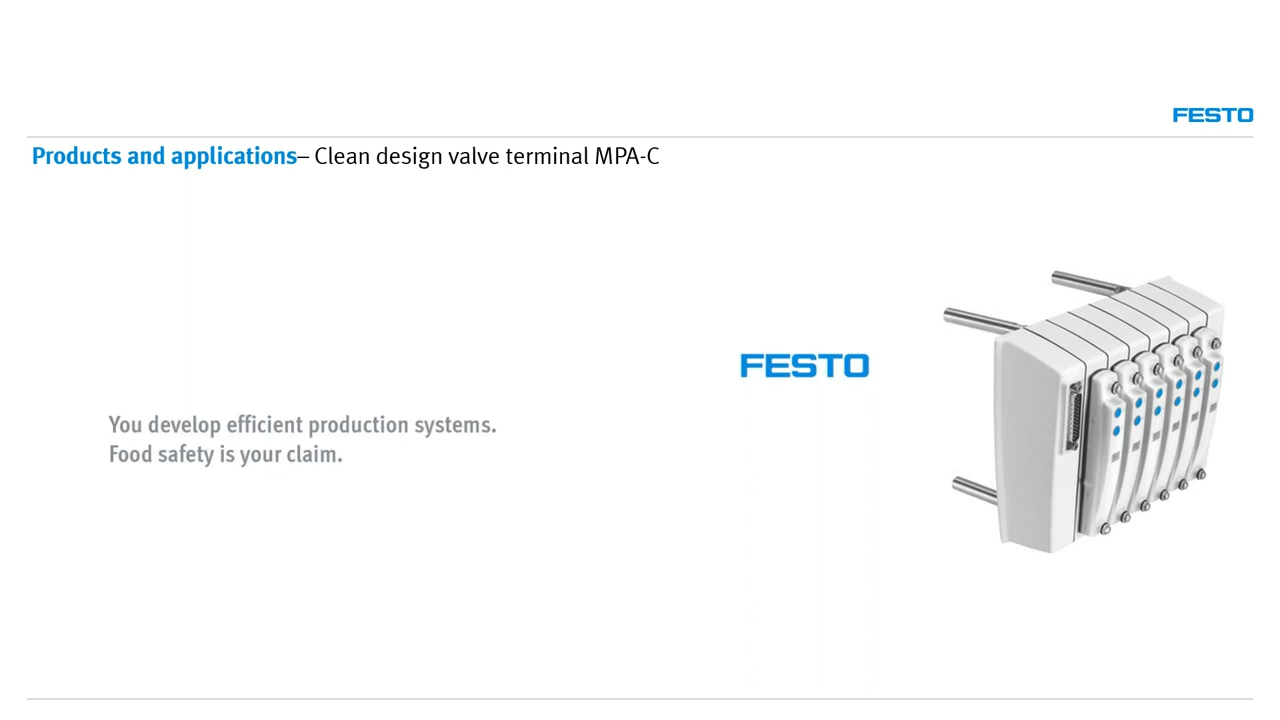 FESTO
Products and applications– Clean design valve terminal MPA-C
FESTO
You develop efficient production systems.
Food safety is your claim.